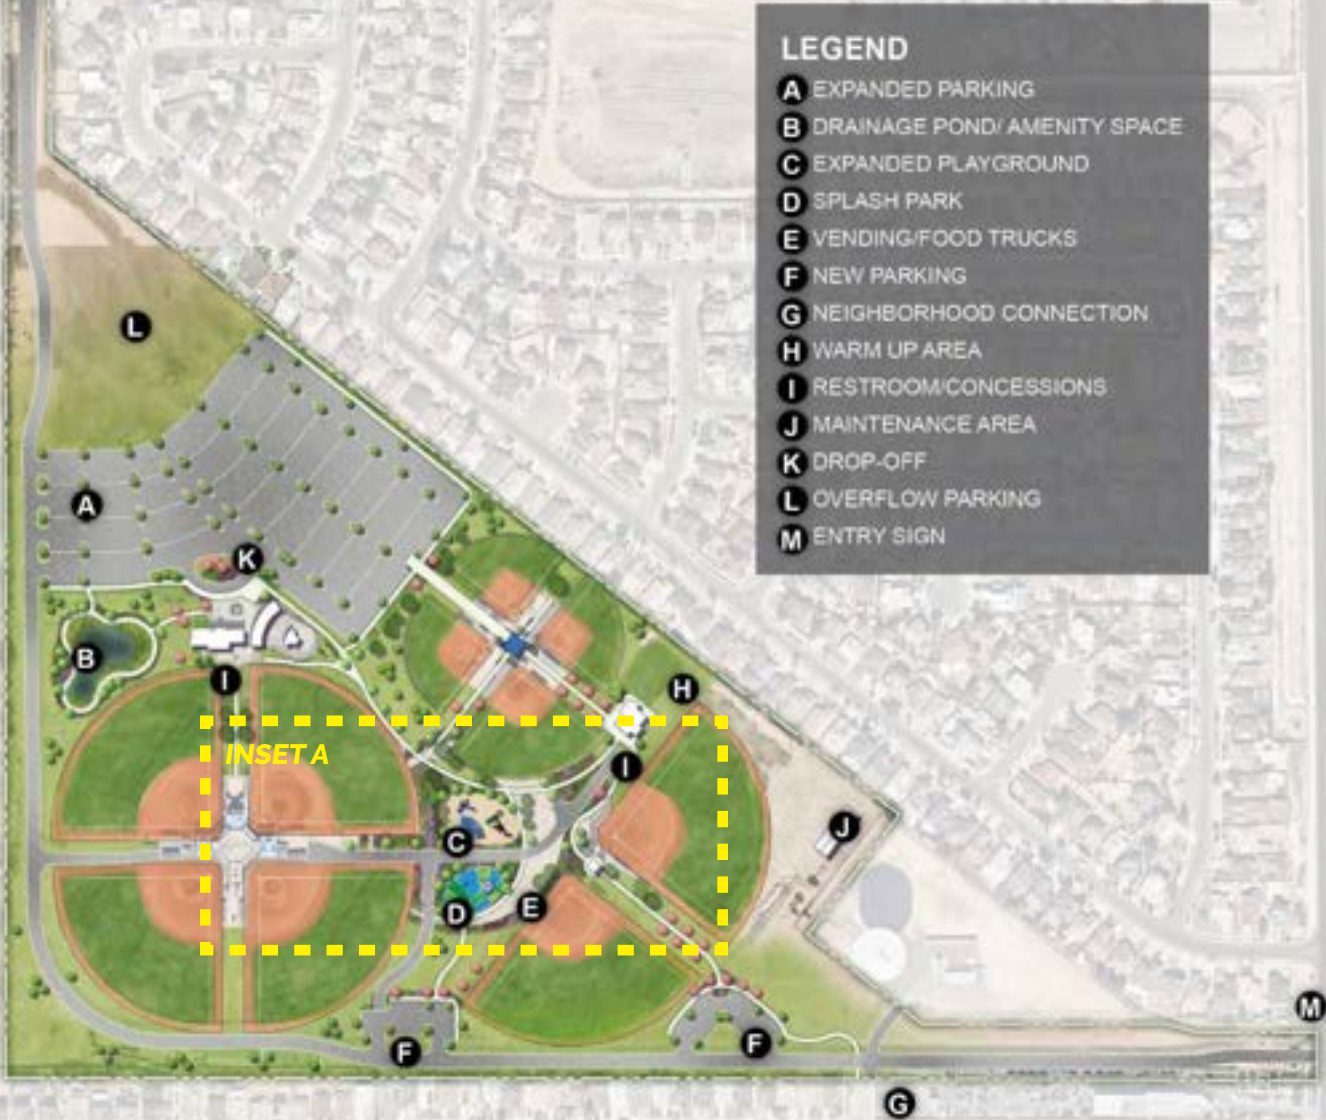 LEGEND
A EXPANDED PARKING
B DRAINAGE POND/ AMENITY SPACE
C EXPANDED PLAYGROUND
D SPLASH PARK
E VENDING/FOOD TRUCKS
F NEW PARKING
G NEIGHBORHOOD CONNECTION
H WARM UP AREA
I RESTROOM/CONCESSIONS
J MAINTENANCE AREA
K DROP-OFF
L OVERFLOW PARKING
M ENTRY SIGN
L
A
K
B
I
H
INSET A
I
C
J
D
E
M
F
F
G